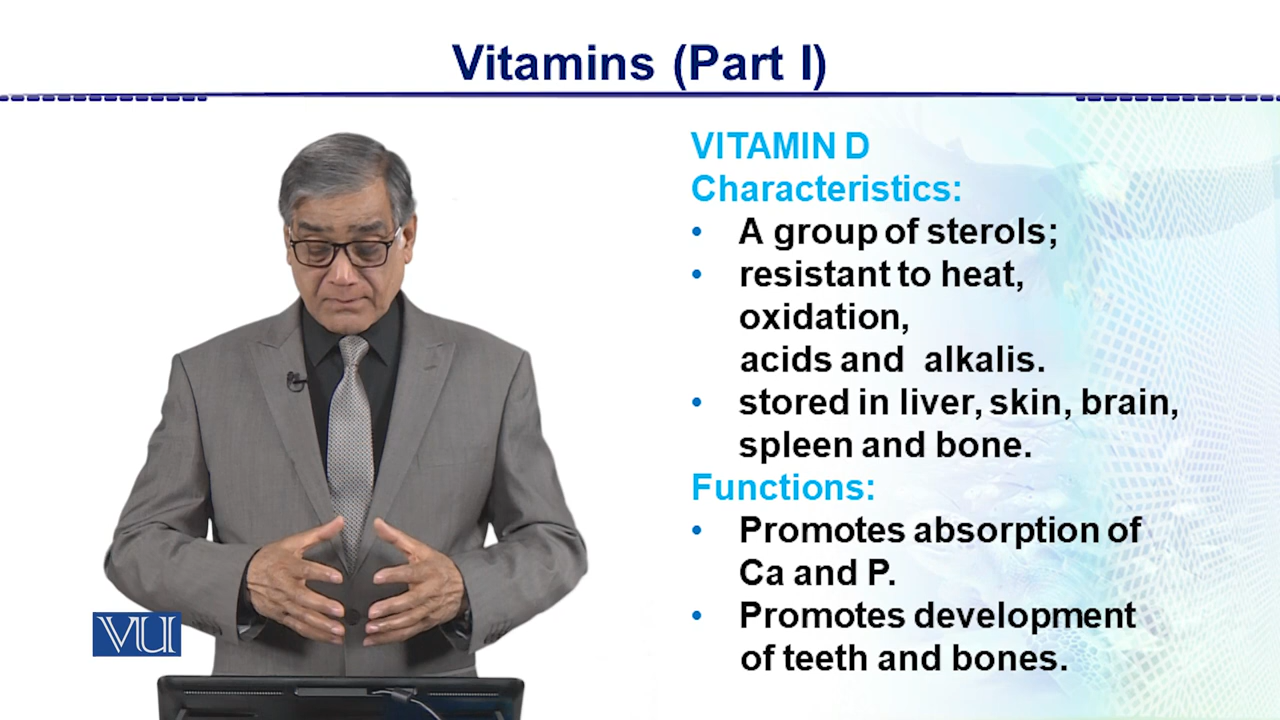 Vitamins (Part I)
VITAMIN D
Characteristics:
• A group of sterols;
• resistant to heat,
oxidation,
acids and alkalis.
• stored in liver, skin, brain,
spleen and bone.
Functions:
• Promotes absorption of
Ca and P.
• Promotes development
of teeth and bones.
VU